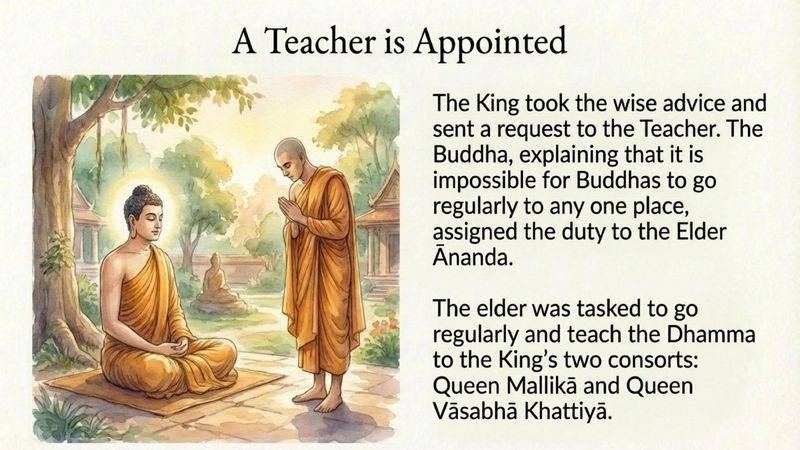 A Teacher is Appointed
The King took the wise advice and
sent a request to the Teacher. The
Buddha, explaining that it is
impossible for Buddhas to go
regularly to any one place,
assigned the duty to the Elder
Ānanda.
The elder was tasked to go
regularly and teach the Dhamma
to the King’s two consorts:
Queen Mallikā and Queen
Vāsabhā Khattiyā.